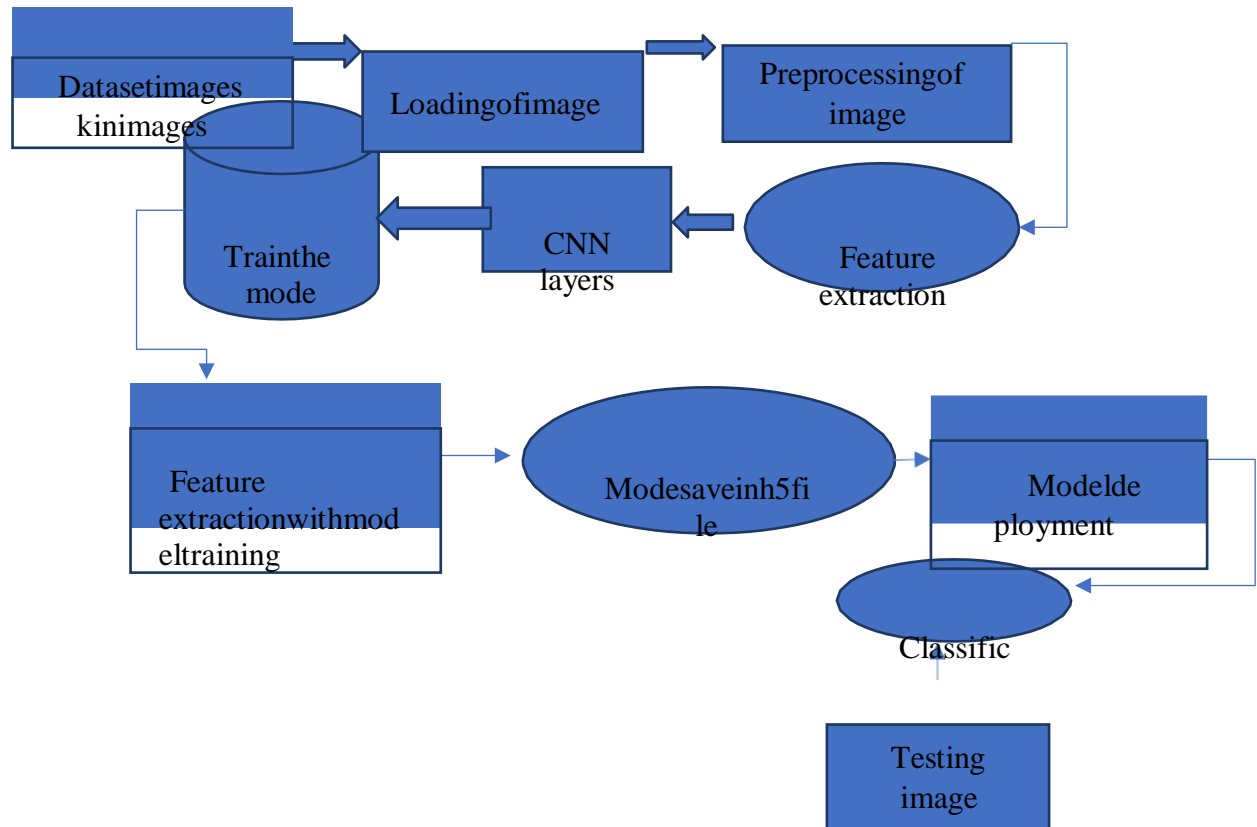 Datasetimages
kinimages
Loadingofimage
Preprocessingof
image
Feature
extraction
CNN
layers
Trainthe
mode
Feature
extractionwithmod
eltraining
Modesaveinh5fi
le
Modelde
ployment
Classific
Testing
image